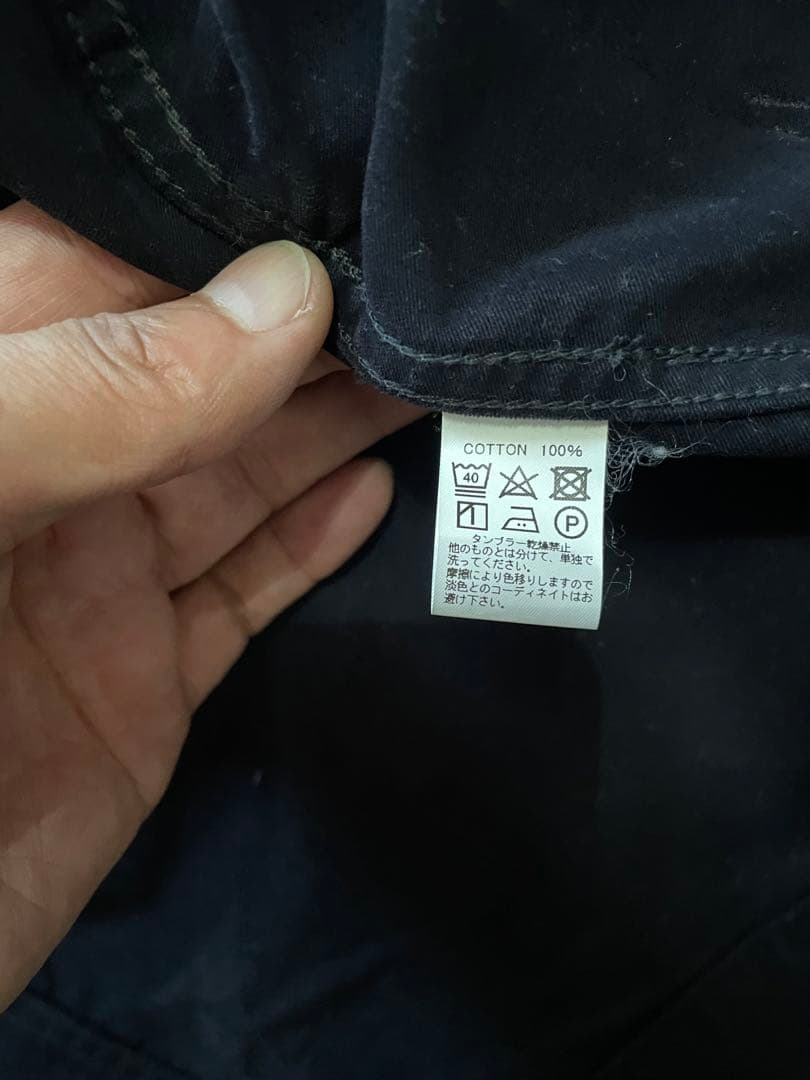 COTTON 100%
40
P
タンブラー乾燥禁止
他のものとは分けて、単独で
洗ってください。
摩擦により色移りしますので
淡色とのコーディネイトはお
避け下さい。